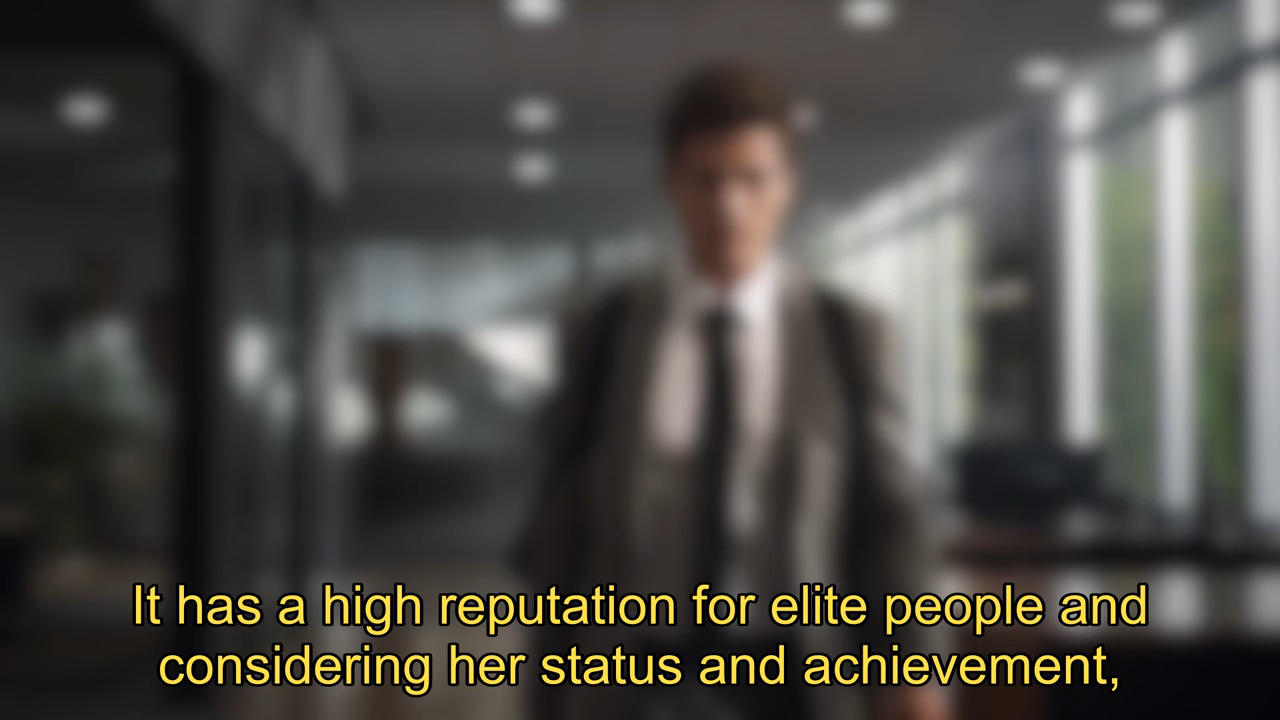 It has a high reputation for elite people and
considering her status and achievement,